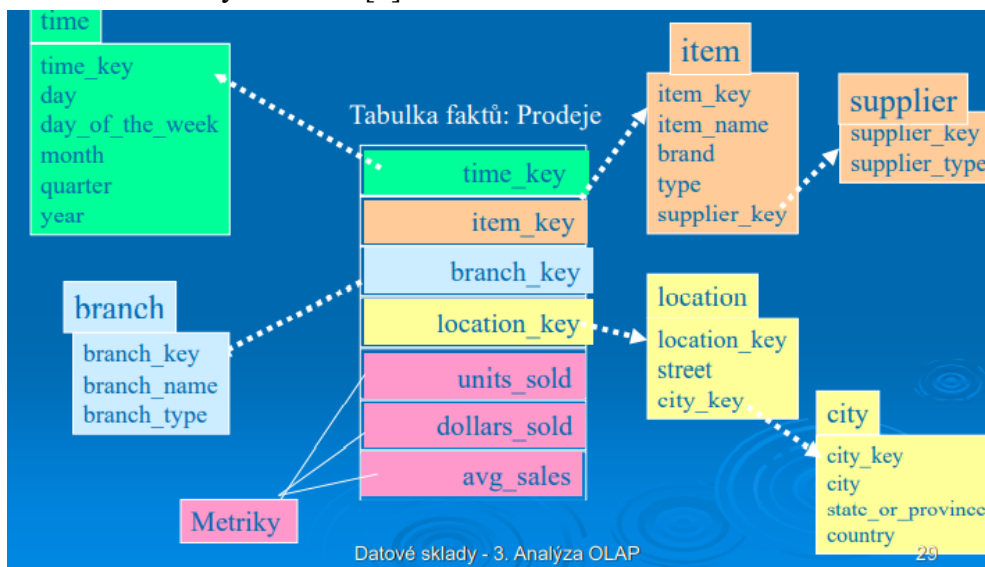 time
time_key
day
day_of_the_week
month
quarter
year
Tabulka faktů: Prodeje
time_key
item_key
branch_key
location_key
units_sold
dollars_sold
avg_sales
item
item_key
item_name
brand
type
supplier_key
supplier
supplier_key
supplier_type
branch
branch_key
branch_name
branch_type
location
location_key
street
city_key
city
city_key
city
state_or_province
country
Metriky
Datové sklady - 3. Analýza OLAP
29